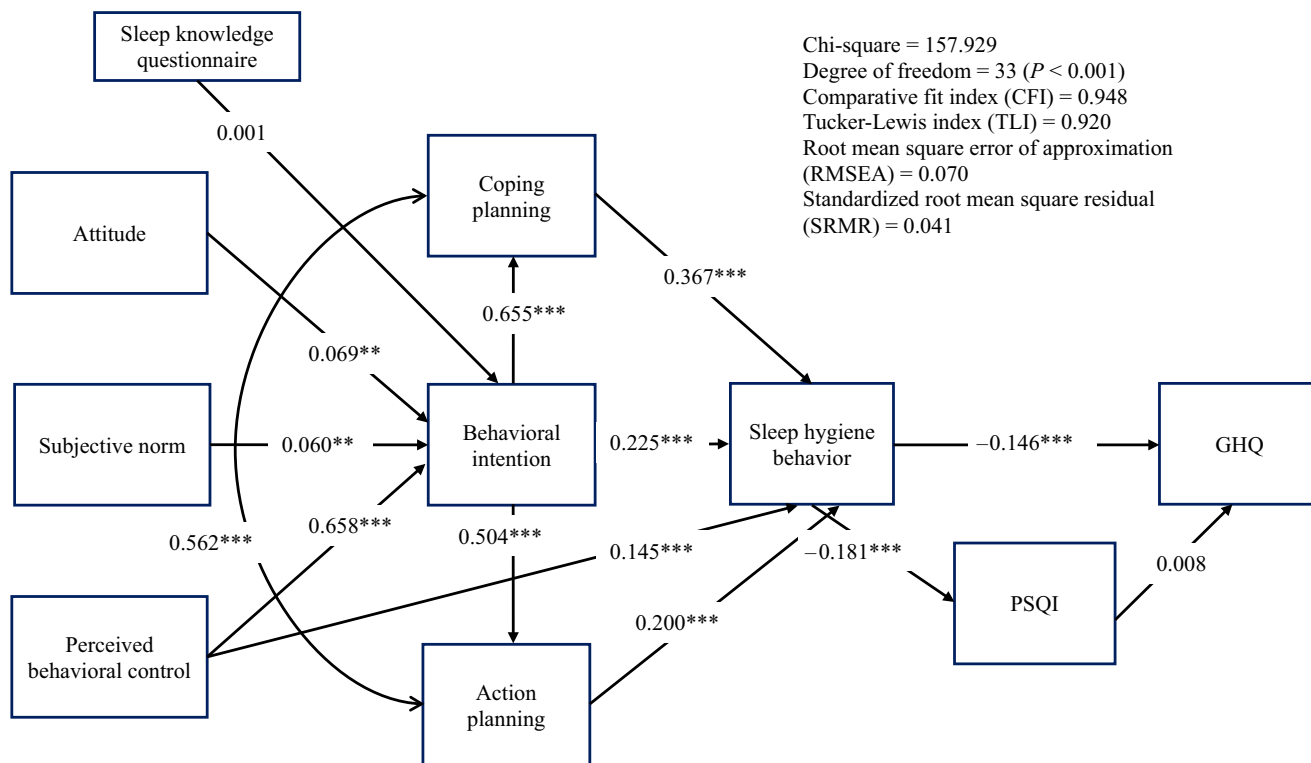 Sleep knowledge
questionnaire
Chi-square = 157.929
Degree of freedom = 33 (P < 0.001)
Comparative fit index (CFI) = 0.948
Tucker-Lewis index (TLI) = 0.920
Root mean square error of approximation
(RMSEA) = 0.070
Standardized root mean square residual
(SRMR) = 0.041
0.001
Coping
planning
Attitude
0.367***
0.655***
0.069**
Subjective norm
0.060**
Behavioral
intention
0.225***
Sleep hygiene
behavior
−0.146***
GHQ
0.658***
0.504***
0.562***
0.145***
−0.181***
0.008
PSQI
0.200***
Perceived
behavioral control
Action
planning